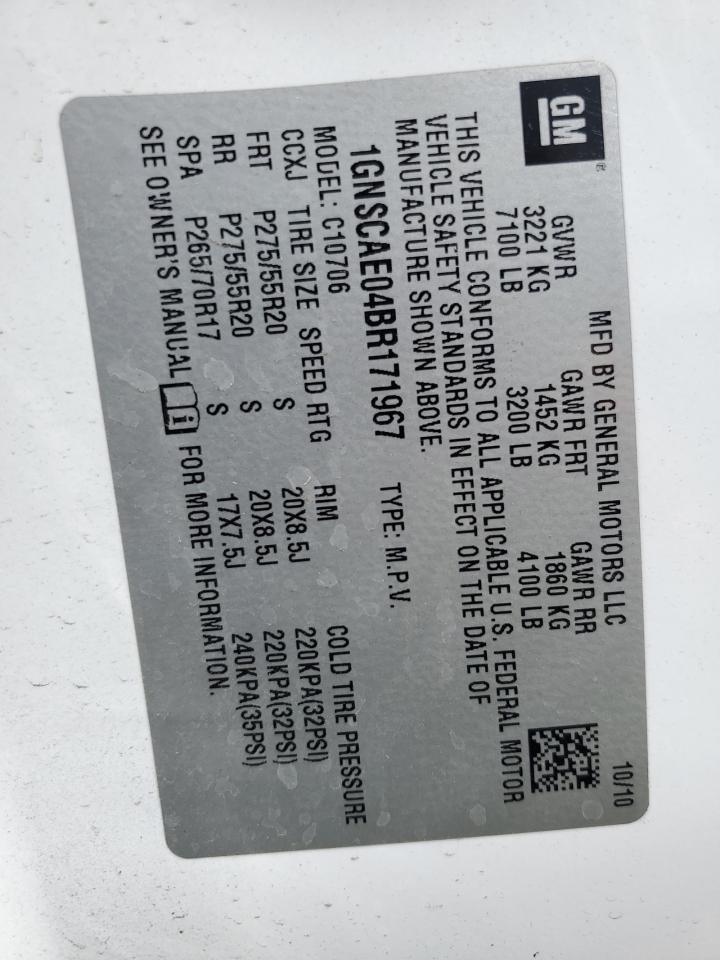 GM ®
MFD BY GENERAL MOTORS LLC 10/10
GVWR GAWR FRT GAWR RR
3221 KG 1452 KG 1860 KG
7100 LB 3200 LB 4100 LB
THIS VEHICLE CONFORMS TO ALL APPLICABLE U.S. FEDERAL MOTOR
VEHICLE SAFETY STANDARDS IN EFFECT ON THE DATE OF
MANUFACTURE SHOWN ABOVE.
1GNSCAE04BR171967 TYPE: M.P.V.
MODEL: C10706
CCXJ TIRE SIZE SPEED RTG RIM COLD TIRE PRESSURE
FRT P275/55R20 S 20X8.5J 220KPA(32PSI)
RR P275/55R20 S 20X8.5J 220KPA(32PSI)
SPA P265/70R17 S 17X7.5J 240KPA(35PSI)
SEE OWNER'S MANUAL i FOR MORE INFORMATION.